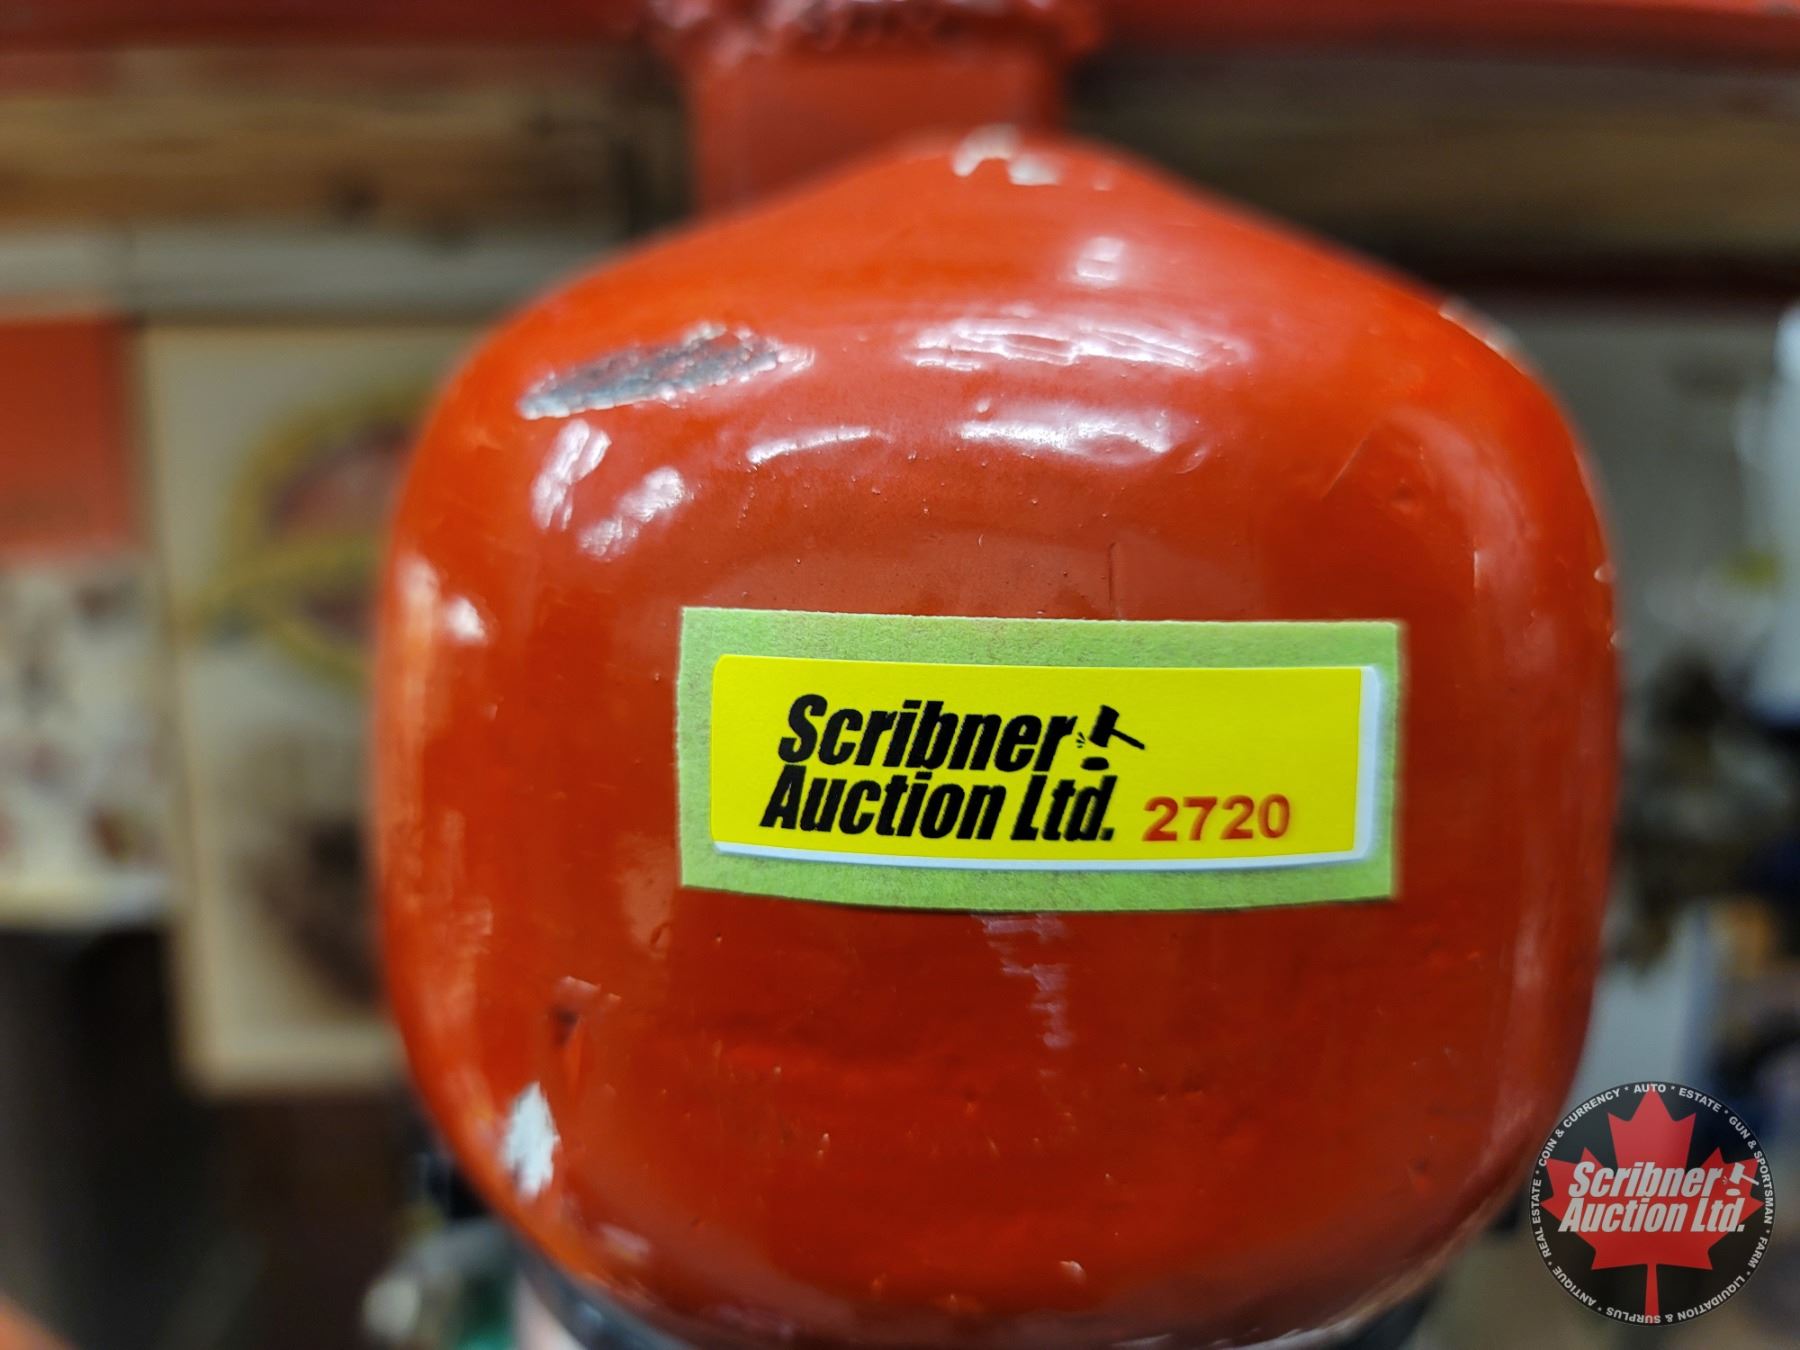 Scribner
Auction Ltd. 2720
COIN & CURRENCY * AUTO * ESTATE * GUN & SPORTSMAN * FARM * LIQUIDATION & SURPLUS * ANTIQUE * REAL ESTATE *
Scribner
Auction Ltd.